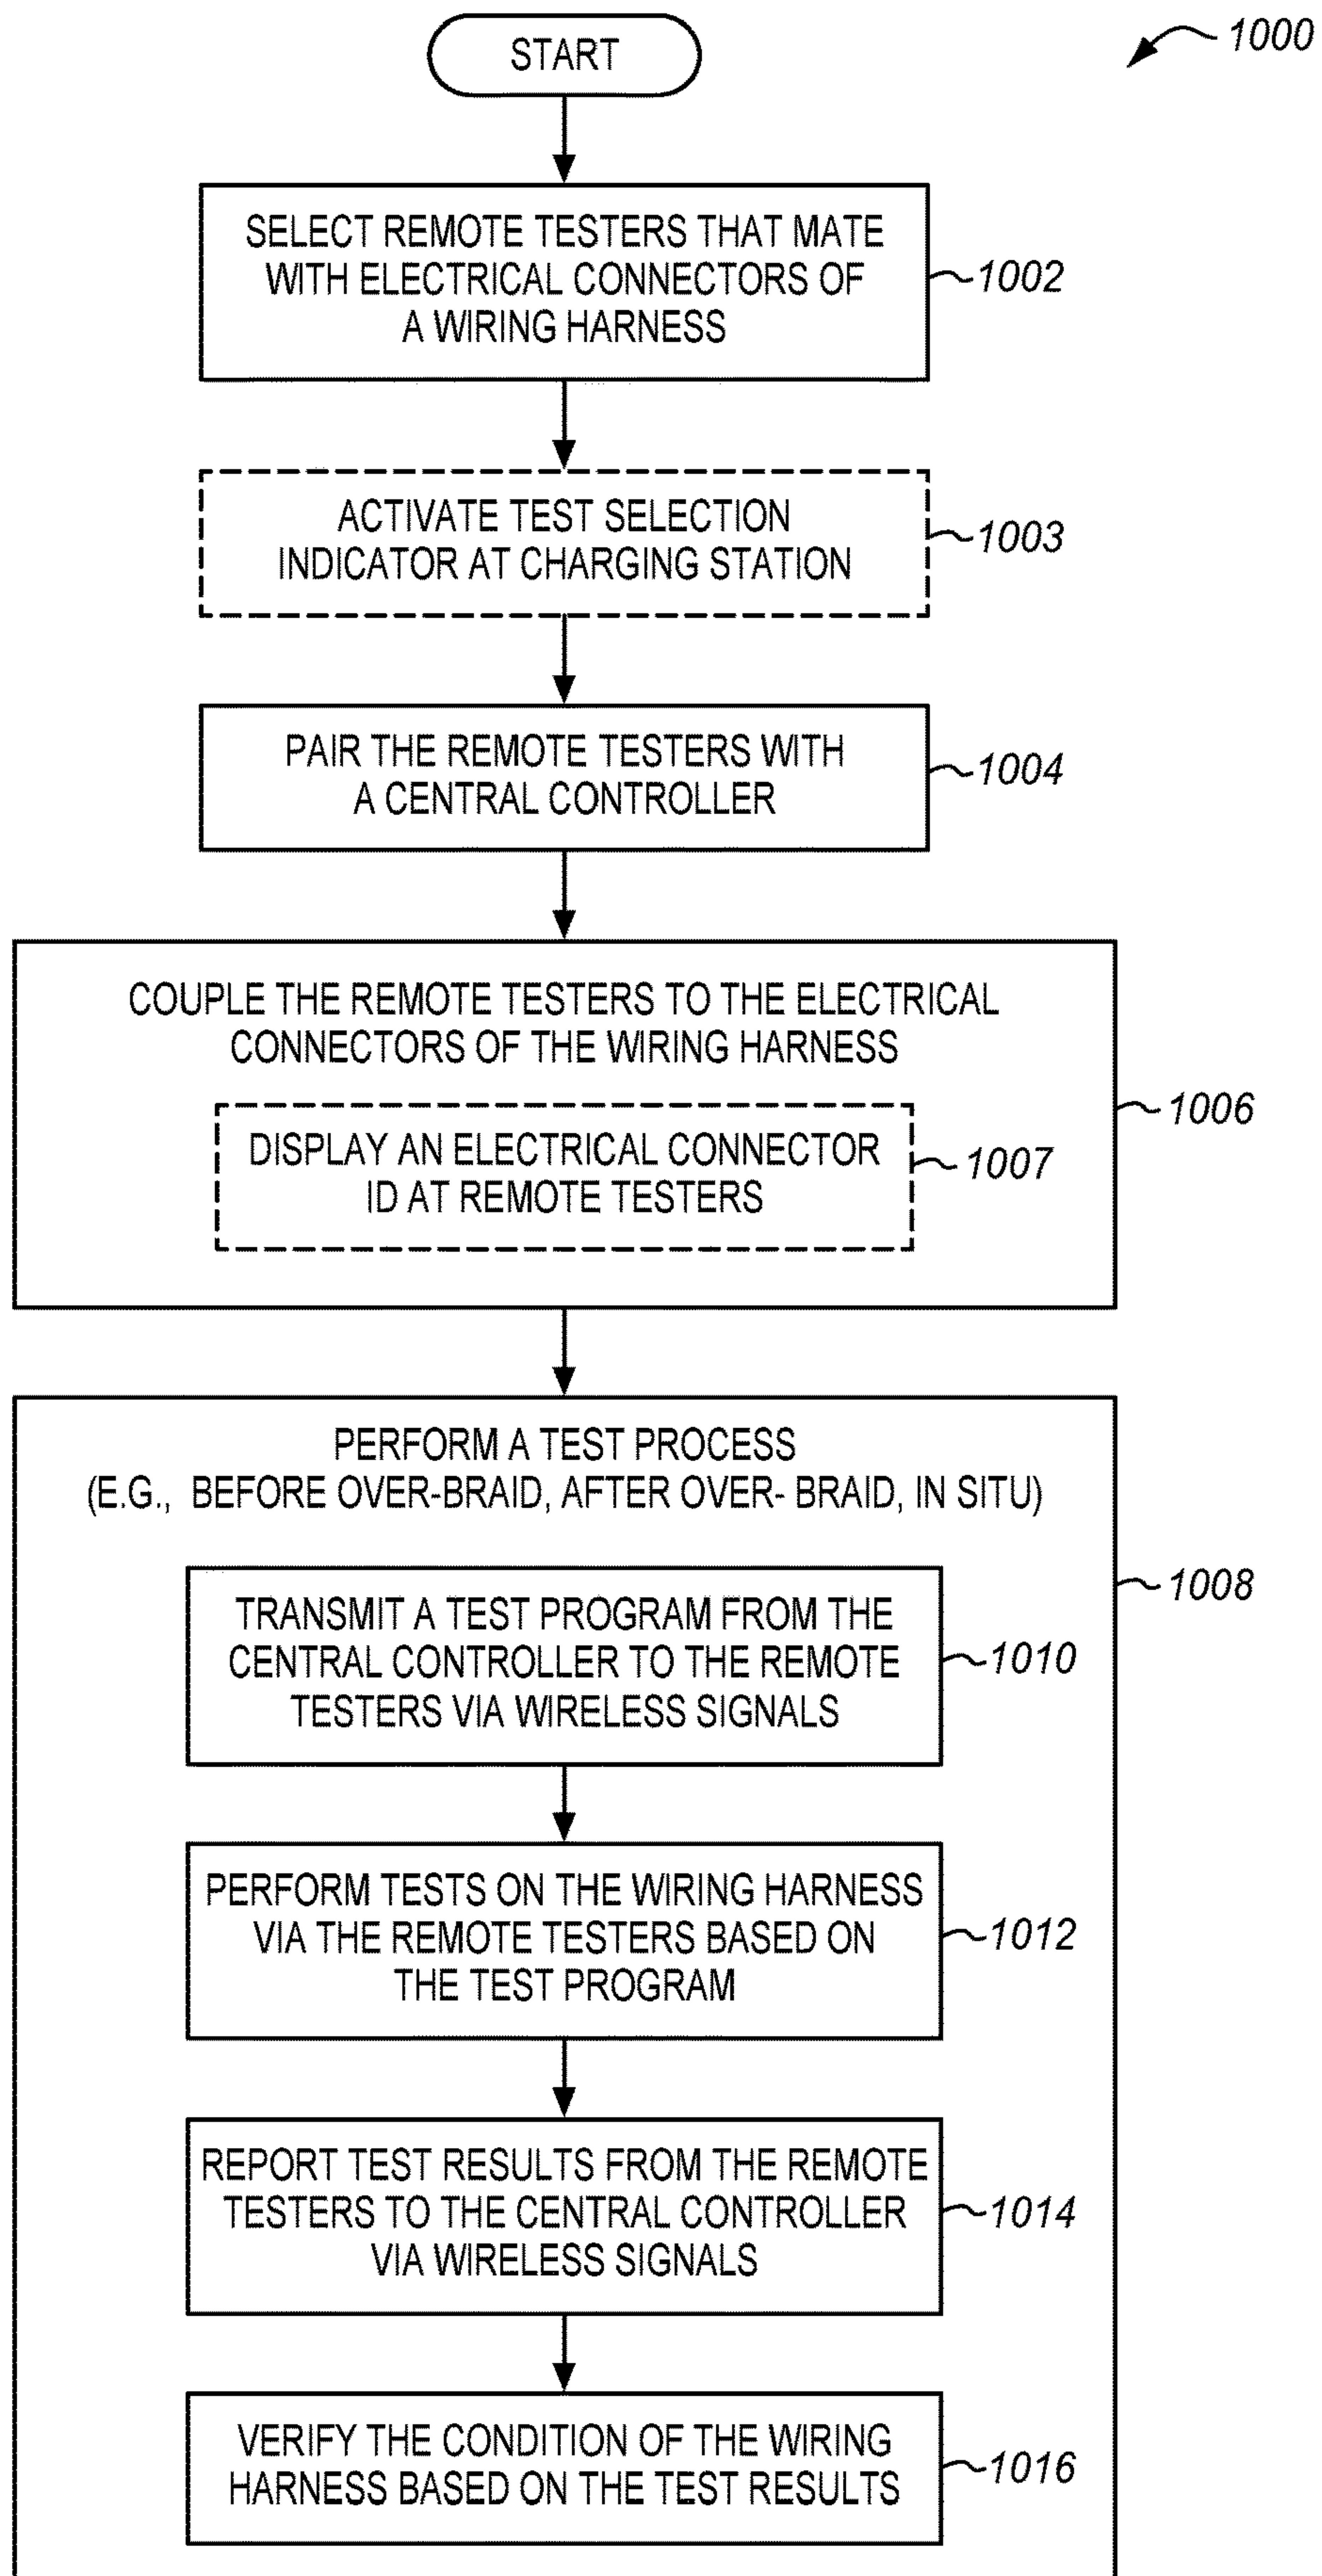 START
1000
SELECT REMOTE TESTERS THAT MATE
WITH ELECTRICAL CONNECTORS OF
A WIRING HARNESS
1002
ACTIVATE TEST SELECTION
INDICATOR AT CHARGING STATION
1003
PAIR THE REMOTE TESTERS WITH
A CENTRAL CONTROLLER
1004
COUPLE THE REMOTE TESTERS TO THE ELECTRICAL
CONNECTORS OF THE WIRING HARNESS
1006
DISPLAY AN ELECTRICAL CONNECTOR
ID AT REMOTE TESTERS
1007
PERFORM A TEST PROCESS
(E.G., BEFORE OVER-BRAID, AFTER OVER- BRAID, IN SITU)
1008
TRANSMIT A TEST PROGRAM FROM THE
CENTRAL CONTROLLER TO THE REMOTE
TESTERS VIA WIRELESS SIGNALS
1010
PERFORM TESTS ON THE WIRING HARNESS
VIA THE REMOTE TESTERS BASED ON
THE TEST PROGRAM
1012
REPORT TEST RESULTS FROM THE REMOTE
TESTERS TO THE CENTRAL CONTROLLER
VIA WIRELESS SIGNALS
1014
VERIFY THE CONDITION OF THE WIRING
HARNESS BASED ON THE TEST RESULTS
1016